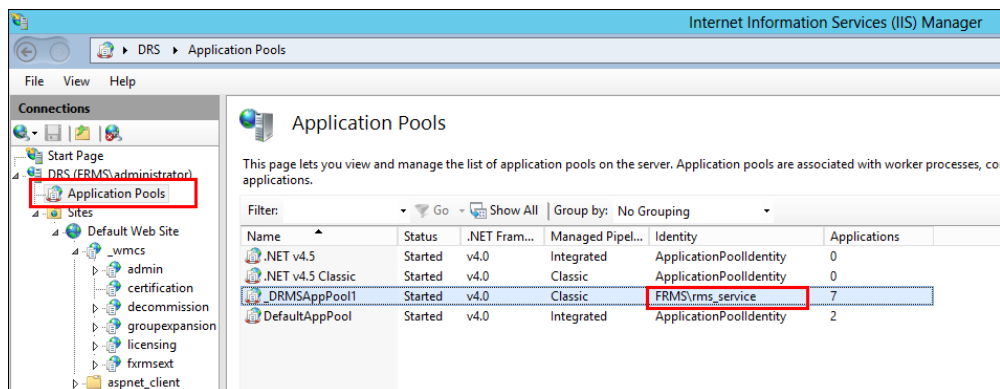 Internet Information Services (IIS) Manager
DRS Application Pools
File View Help
Connections
Start Page
DRS (FRMS\administrator)
Application Pools
Sites
Default Web Site
_wmcs
admin
certification
decommission
groupexpansion
licensing
fxrmsext
aspnet_client
Application Pools
This page lets you view and manage the list of application pools on the server. Application pools are associated with worker processes, co
applications.
Filter: Go Show All Group by: No Grouping
Name Status .NET Fram... Managed Pipel... Identity Applications
.NET v4.5 Started v4.0 Integrated ApplicationPoolIdentity 0
.NET v4.5 Classic Started v4.0 Classic ApplicationPoolIdentity 0
_DRMSAppPool1 Started v4.0 Classic FRMS\rms_service 7
DefaultAppPool Started v4.0 Integrated ApplicationPoolIdentity 2